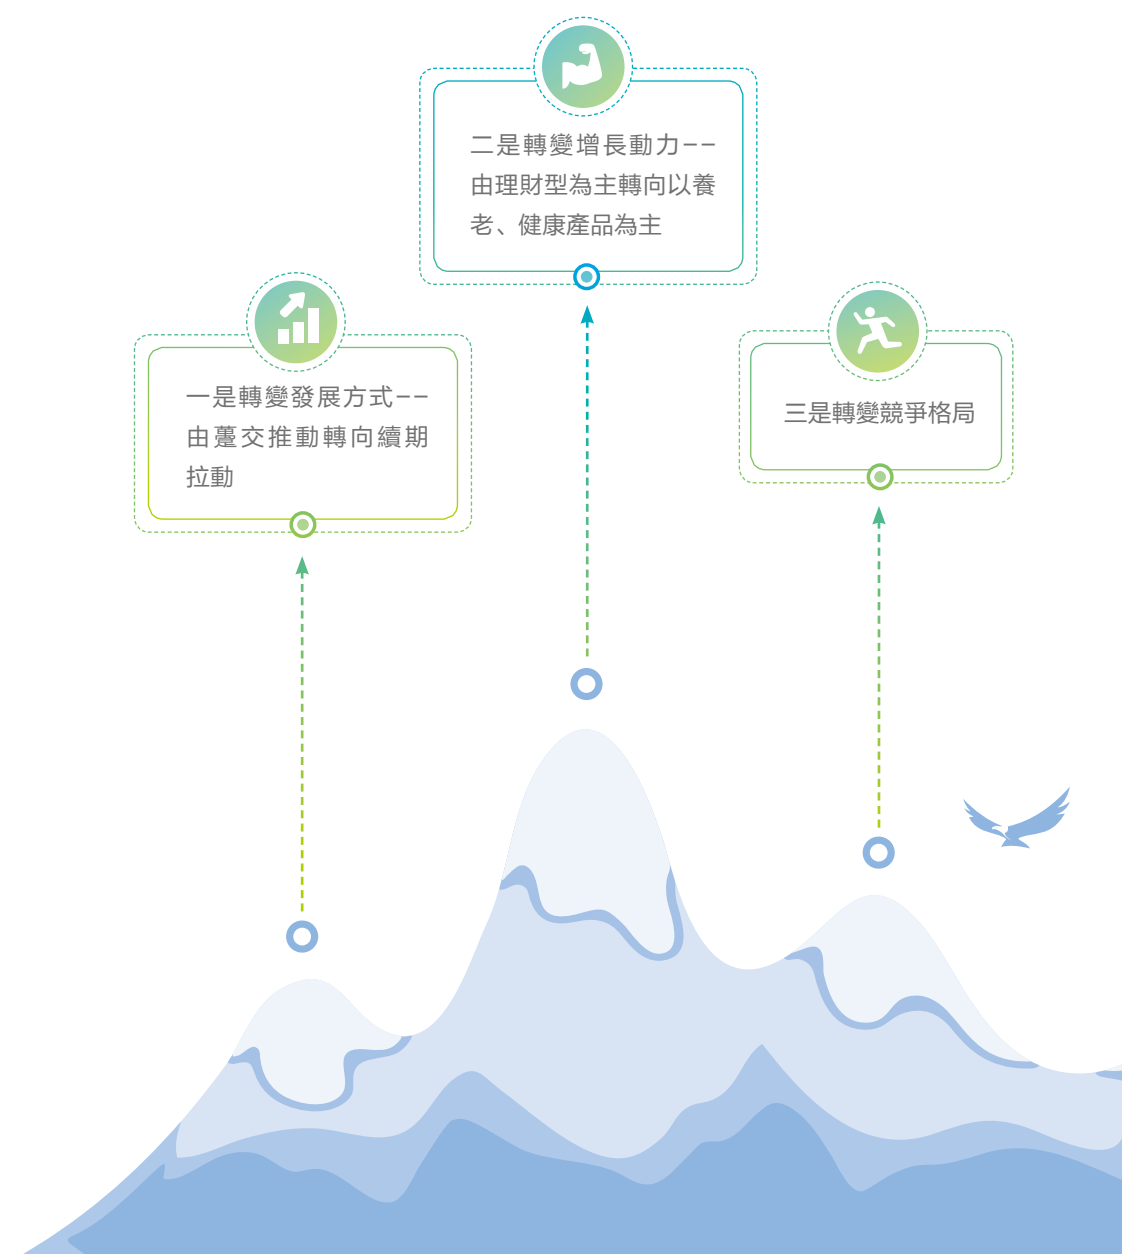 一是轉變發展方式——
由躉交推動轉向續期
拉動
二是轉變增長動力——
由理財型為主轉向以養
老、健康產品為主
三是轉變競爭格局